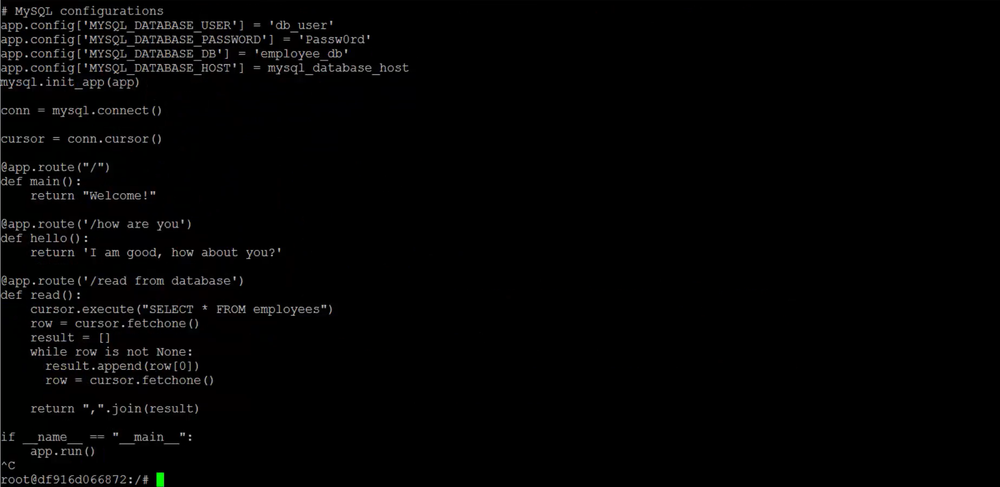 # MySQL configurations
app.config['MYSQL_DATABASE_USER'] = 'db_user'
app.config['MYSQL_DATABASE_PASSWORD'] = 'Passw0rd'
app.config['MYSQL_DATABASE_DB'] = 'employee_db'
app.config['MYSQL_DATABASE_HOST'] = mysql_database_host
mysql.init_app(app)

conn = mysql.connect()

cursor = conn.cursor()

@app.route("/")
def main():
    return "Welcome!"

@app.route('/how are you')
def hello():
    return 'I am good, how about you?'

@app.route('/read from database')
def read():
    cursor.execute("SELECT * FROM employees")
    row = cursor.fetchone()
    result = []
    while row is not None:
      result.append(row[0])
      row = cursor.fetchone()

    return ",".join(result)

if __name__ == "__main__":
    app.run()
^C
root@df916d066872:/#